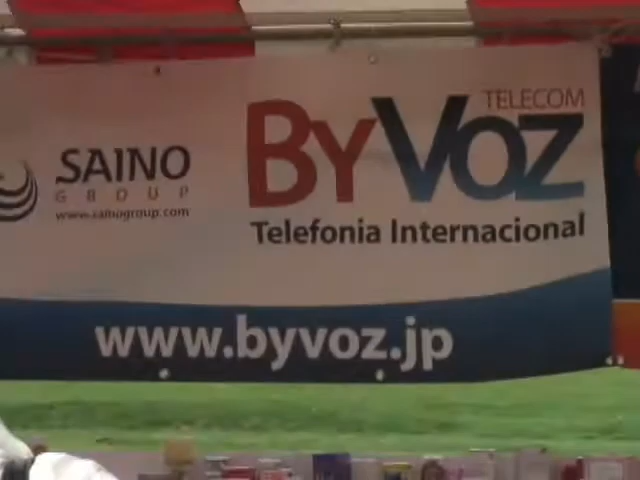 SAINO
GROUP
www.sainogroup.com
BYVOZ
TELECOM
Telefonia Internacional
www.byvoz.jp